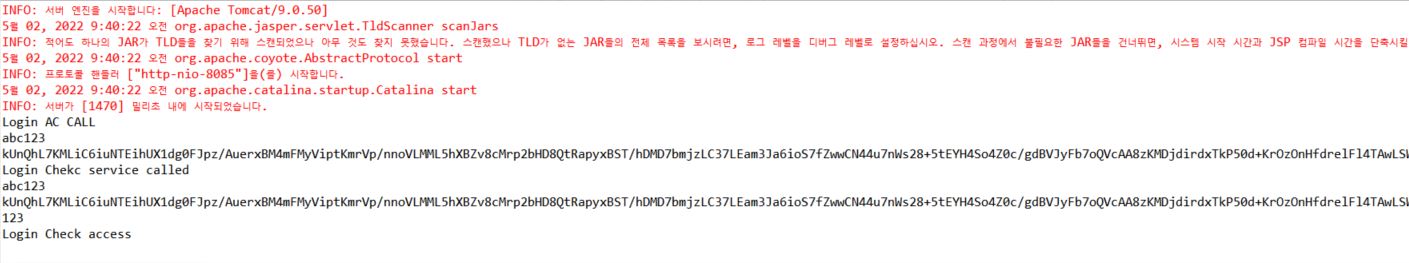 INFO: 서버 엔진을 시작합니다: [Apache Tomcat/9.0.50]
5월 02, 2022 9:40:22 오전 org.apache.jasper.servlet.TldScanner scanJars
INFO: 적어도 하나의 JAR가 TLD들을 찾기 위해 스캔되었으나 아무 것도 찾지 못했습니다. 스캔했으나 TLD가 없는 JAR들의 전체 목록을 보시려면, 로그 레벨을 디버그 레벨로 설정하십시오. 스캔 과정에서 불필요한 JAR들을 건너뛰면, 시스템 시작 시간과 JSP 컴파일 시간을 단축시킬
5월 02, 2022 9:40:22 오전 org.apache.coyote.AbstractProtocol start
INFO: 프로토콜 핸들러 ["http-nio-8085"]을(를) 시작합니다.
5월 02, 2022 9:40:22 오전 org.apache.catalina.startup.Catalina start
INFO: 서버가 [1470] 밀리초 내에 시작되었습니다.
Login AC CALL
abc123
kUnQhL7KMLiC6iuNTEihUX1dg0FJpz/AuerxBM4mFMyViptKmrVp/nnoVLMML5hXBZv8cMrp2bHD8QtRapyxBST/hDMD7bmjzLC37LEam3Ja6ioS7fZwwCN44u7nWs28+5tEYH4So4Z0c/gdBVJyFb7oQVcAA8zKMDjdirdxTkP50d+KrOzOnHfdrelFl4TAwLSW
Login Chekc service called
abc123
kUnQhL7KMLiC6iuNTEihUX1dg0FJpz/AuerxBM4mFMyViptKmrVp/nnoVLMML5hXBZv8cMrp2bHD8QtRapyxBST/hDMD7bmjzLC37LEam3Ja6ioS7fZwwCN44u7nWs28+5tEYH4So4Z0c/gdBVJyFb7oQVcAA8zKMDjdirdxTkP50d+KrOzOnHfdrelFl4TAwLSW
123
Login Check access